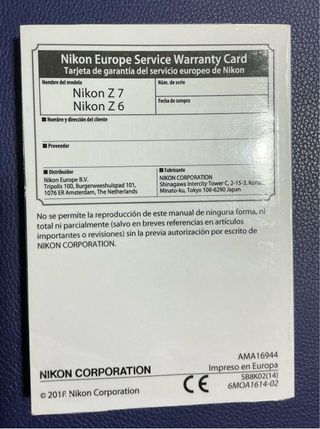 Nikon Europe Service Warranty Card
Tarjeta de garantía del servicio europeo de Nikon
Nombre del modelo
Núm. de serie
Nikon Z 7
Nikon Z 6
Fecha de compra
Nombre y dirección del cliente
Proveedor
Distribuidor
Nikon Europe B.V.
Tripolis 100, Burgerweeshuispad 101,
1076 ER Amsterdam, The Netherlands
Fabricante
NIKON CORPORATION
Shinagawa Intercity Tower C, 2-15-3,
Minato-ku, Tokyo 108-6290 Japan
No se permite la reproducción de este manual de ninguna forma, ni
total ni parcialmente (salvo en breves referencias en artículos
importantes o revisiones) sin la previa autorización por escrito de
NIKON CORPORATION.
NIKON CORPORATION
© 2018 Nikon Corporation
CE
AMA16944
Impreso en Europa
SB8K02(14)
6MOA1614-02